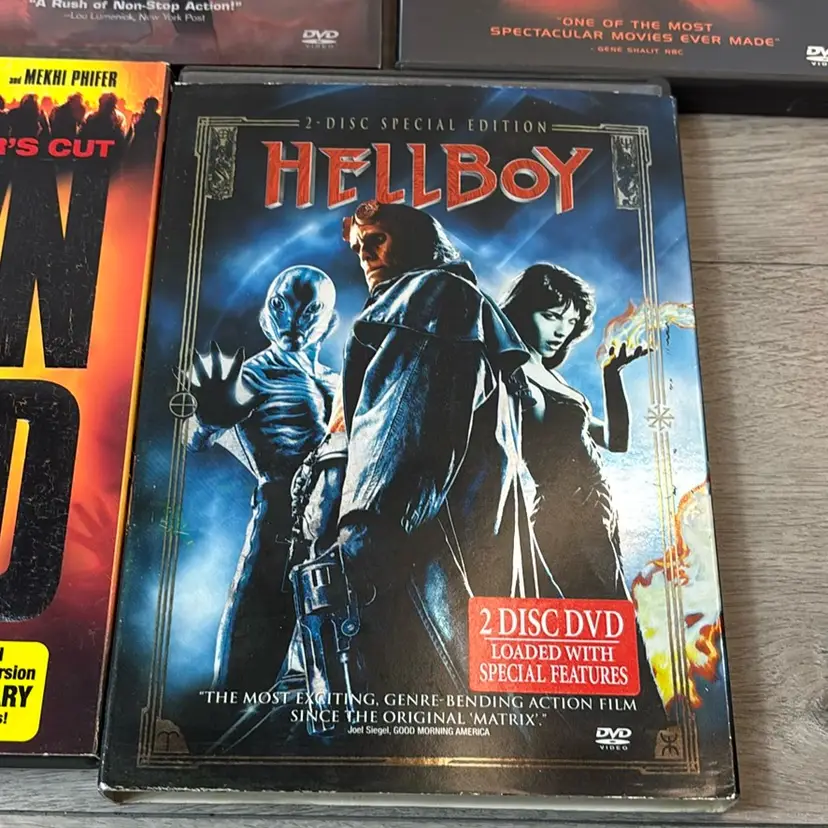 "A Rush of Non-Stop Action!"
—Lou Lumenick, New York Post
DVD
VIDEO
"ONE OF THE MOST
SPECTACULAR MOVIES EVER MADE"
- GENE SHALIT, NBC
DVD
VIDEO
and MEKHI PHIFER
R'S CUT
2-DISC SPECIAL EDITION
HELLBOY
2 DISC DVD
LOADED WITH
SPECIAL FEATURES
"THE MOST EXCITING, GENRE-BENDING ACTION FILM
SINCE THE ORIGINAL 'MATRIX'."
Joel Siegel, GOOD MORNING AMERICA
DVD
VIDEO